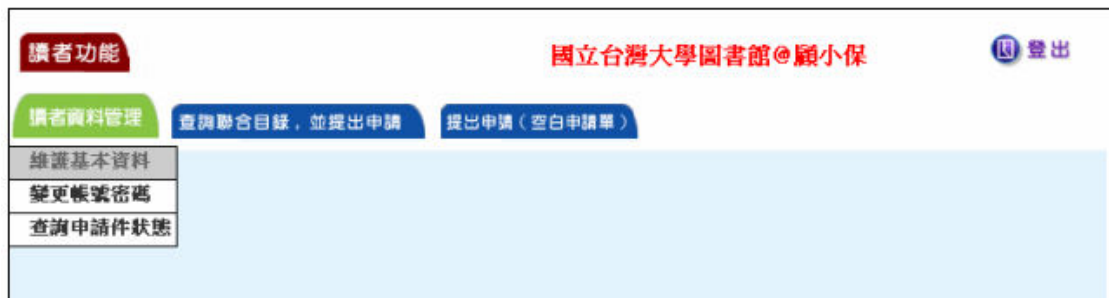 讀者功能
國立台灣大學圖書館@顧小保
登出
讀者資料管理
查詢聯合目錄，並提出申請
提出申請（空白申請單）
維護基本資料
變更帳號密碼
查詢申請件狀態